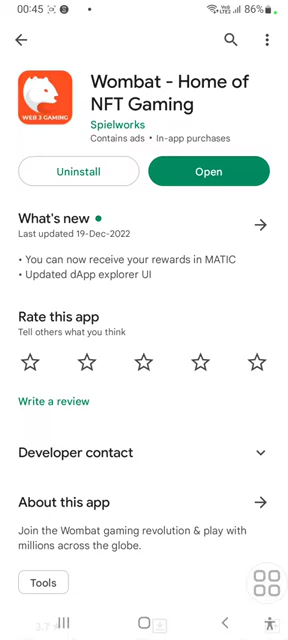 00:45
86%
Wombat - Home of
NFT Gaming
WEB 3 GAMING
Spielworks
Contains ads • In-app purchases
Uninstall
Open
What's new
Last updated 19-Dec-2022
• You can now receive your rewards in MATIC
• Updated dApp explorer UI
Rate this app
Tell others what you think
Write a review
Developer contact
About this app
Join the Wombat gaming revolution & play with
millions across the globe.
Tools
3.7